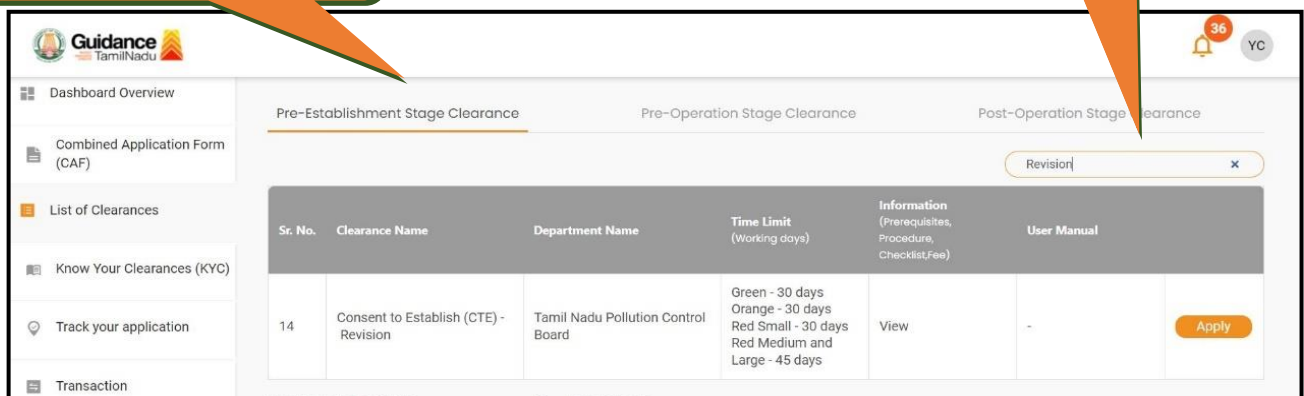 Guidance
TamilNadu
36
YC
Dashboard Overview
Combined Application Form
(CAF)
List of Clearances
Know Your Clearances (KYC)
Track your application
Transaction
Pre-Establishment Stage Clearance
Pre-Operation Stage Clearance
Post-Operation Stage Clearance
Revision
×
Sr. No.
Clearance Name
Department Name
Time Limit
(Working days)
Information
(Prerequisites,
Procedure,
Checklist,Fee)
User Manual
14
Consent to Establish (CTE) -
Revision
Tamil Nadu Pollution Control
Board
Green - 30 days
Orange - 30 days
Red Small - 30 days
Red Medium and
Large - 45 days
View
-
Apply